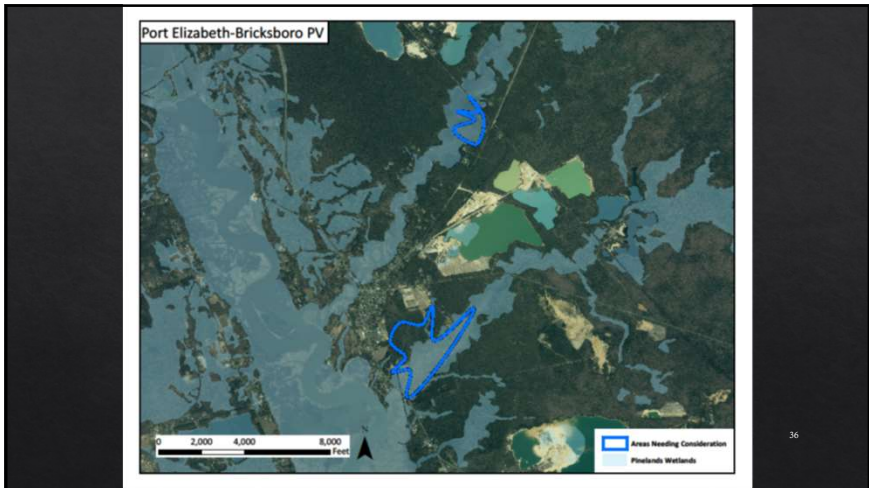 Port Elizabeth-Bricksboro PV
N
0 2,000 4,000 8,000
Feet
Areas Needing Consideration
Pinelands Wetlands
36